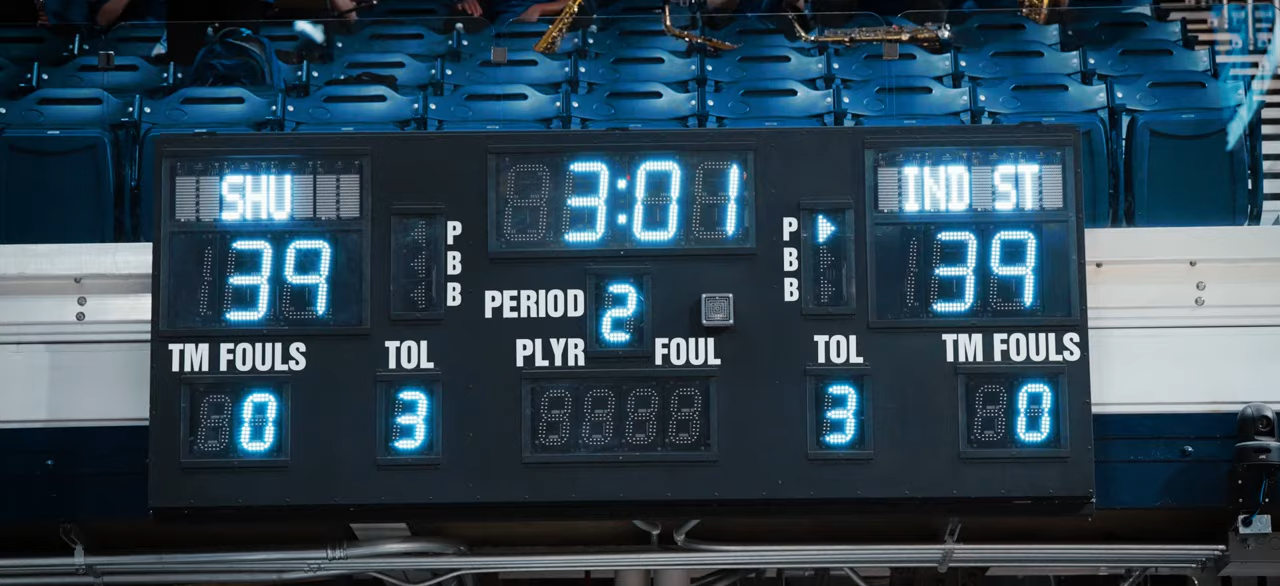 SHU
3:01
IND ST
39
P
B
B
P
B
B
39
PERIOD 2
TM FOULS
TOL
PLYR
FOUL
TOL
TM FOULS
0
3
3
0